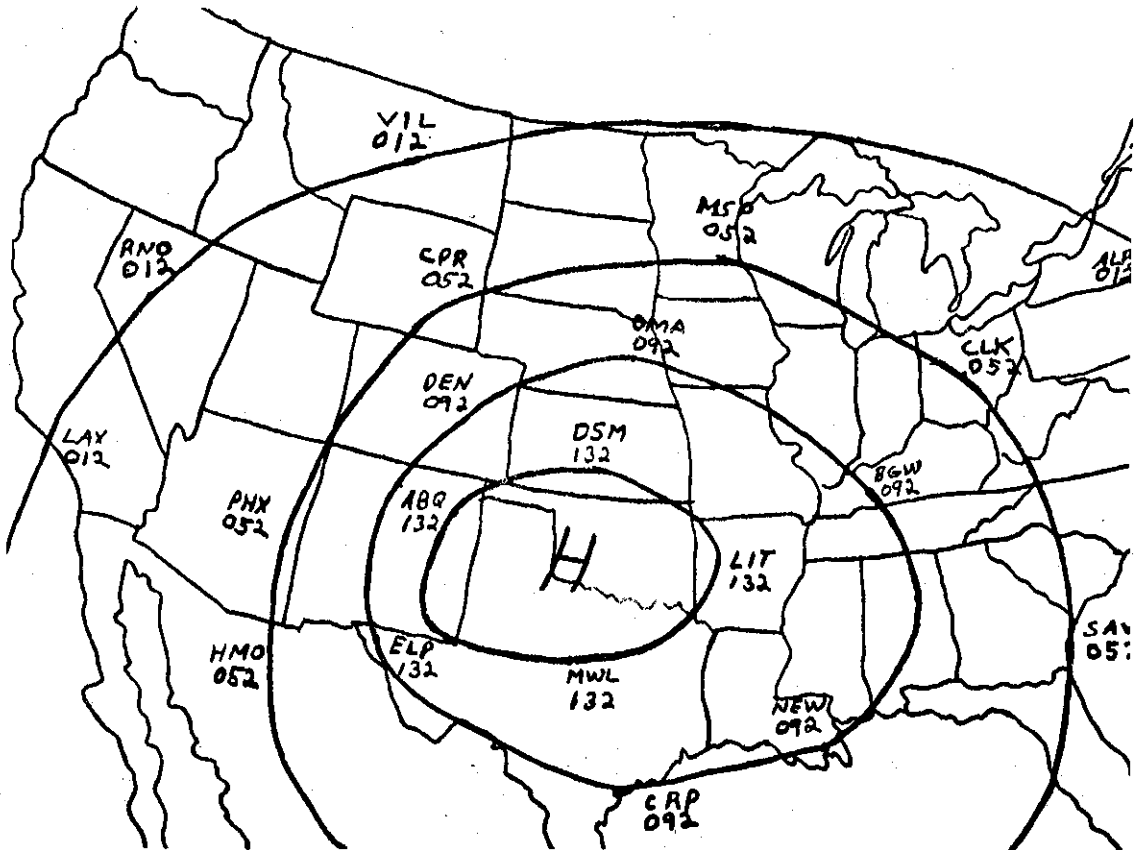 VIL
012
MSP
052
RNO
012
CPR
052
ALB
012
OMA
092
CLK
052
DEN
092
LAX
012
DSM
132
BGW
092
PHX
052
ABQ
132
H
LIT
132
HMO
052
ELP
132
MWL
132
SAV
052
NEW
092
CRP
092